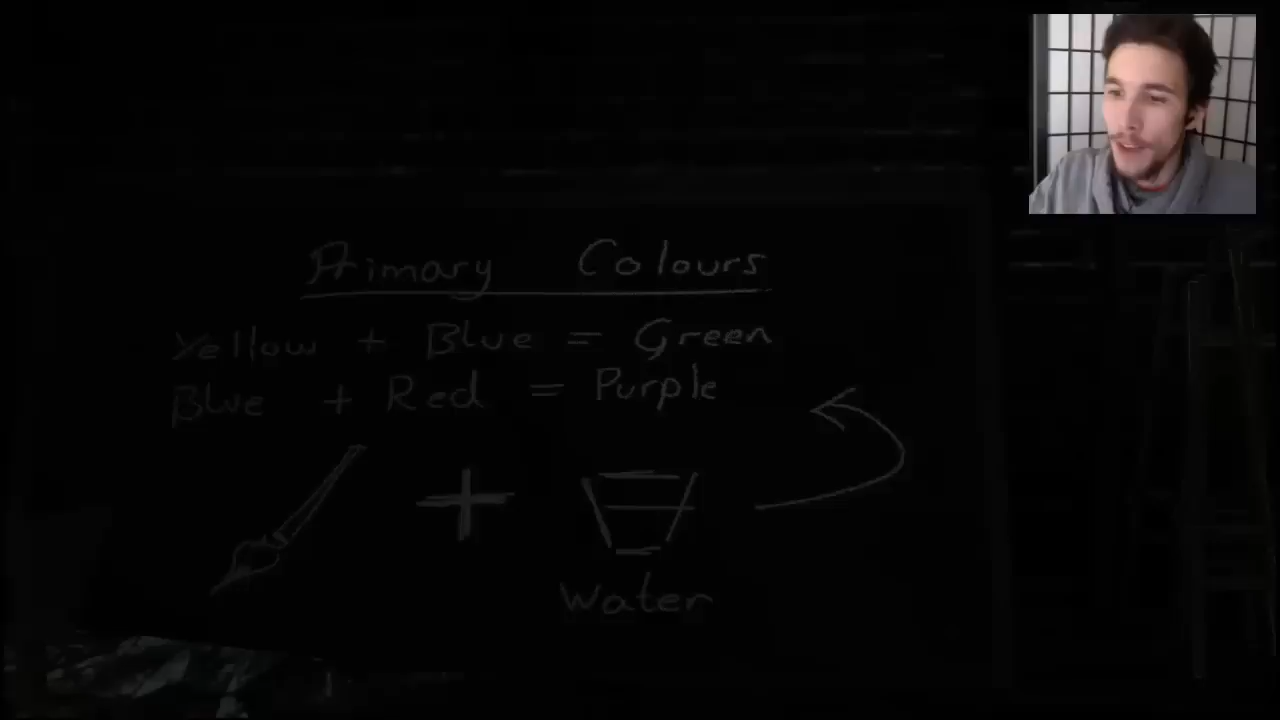 Primary Colours
Yellow + Blue = Green
Blue + Red = Purple
+
Water